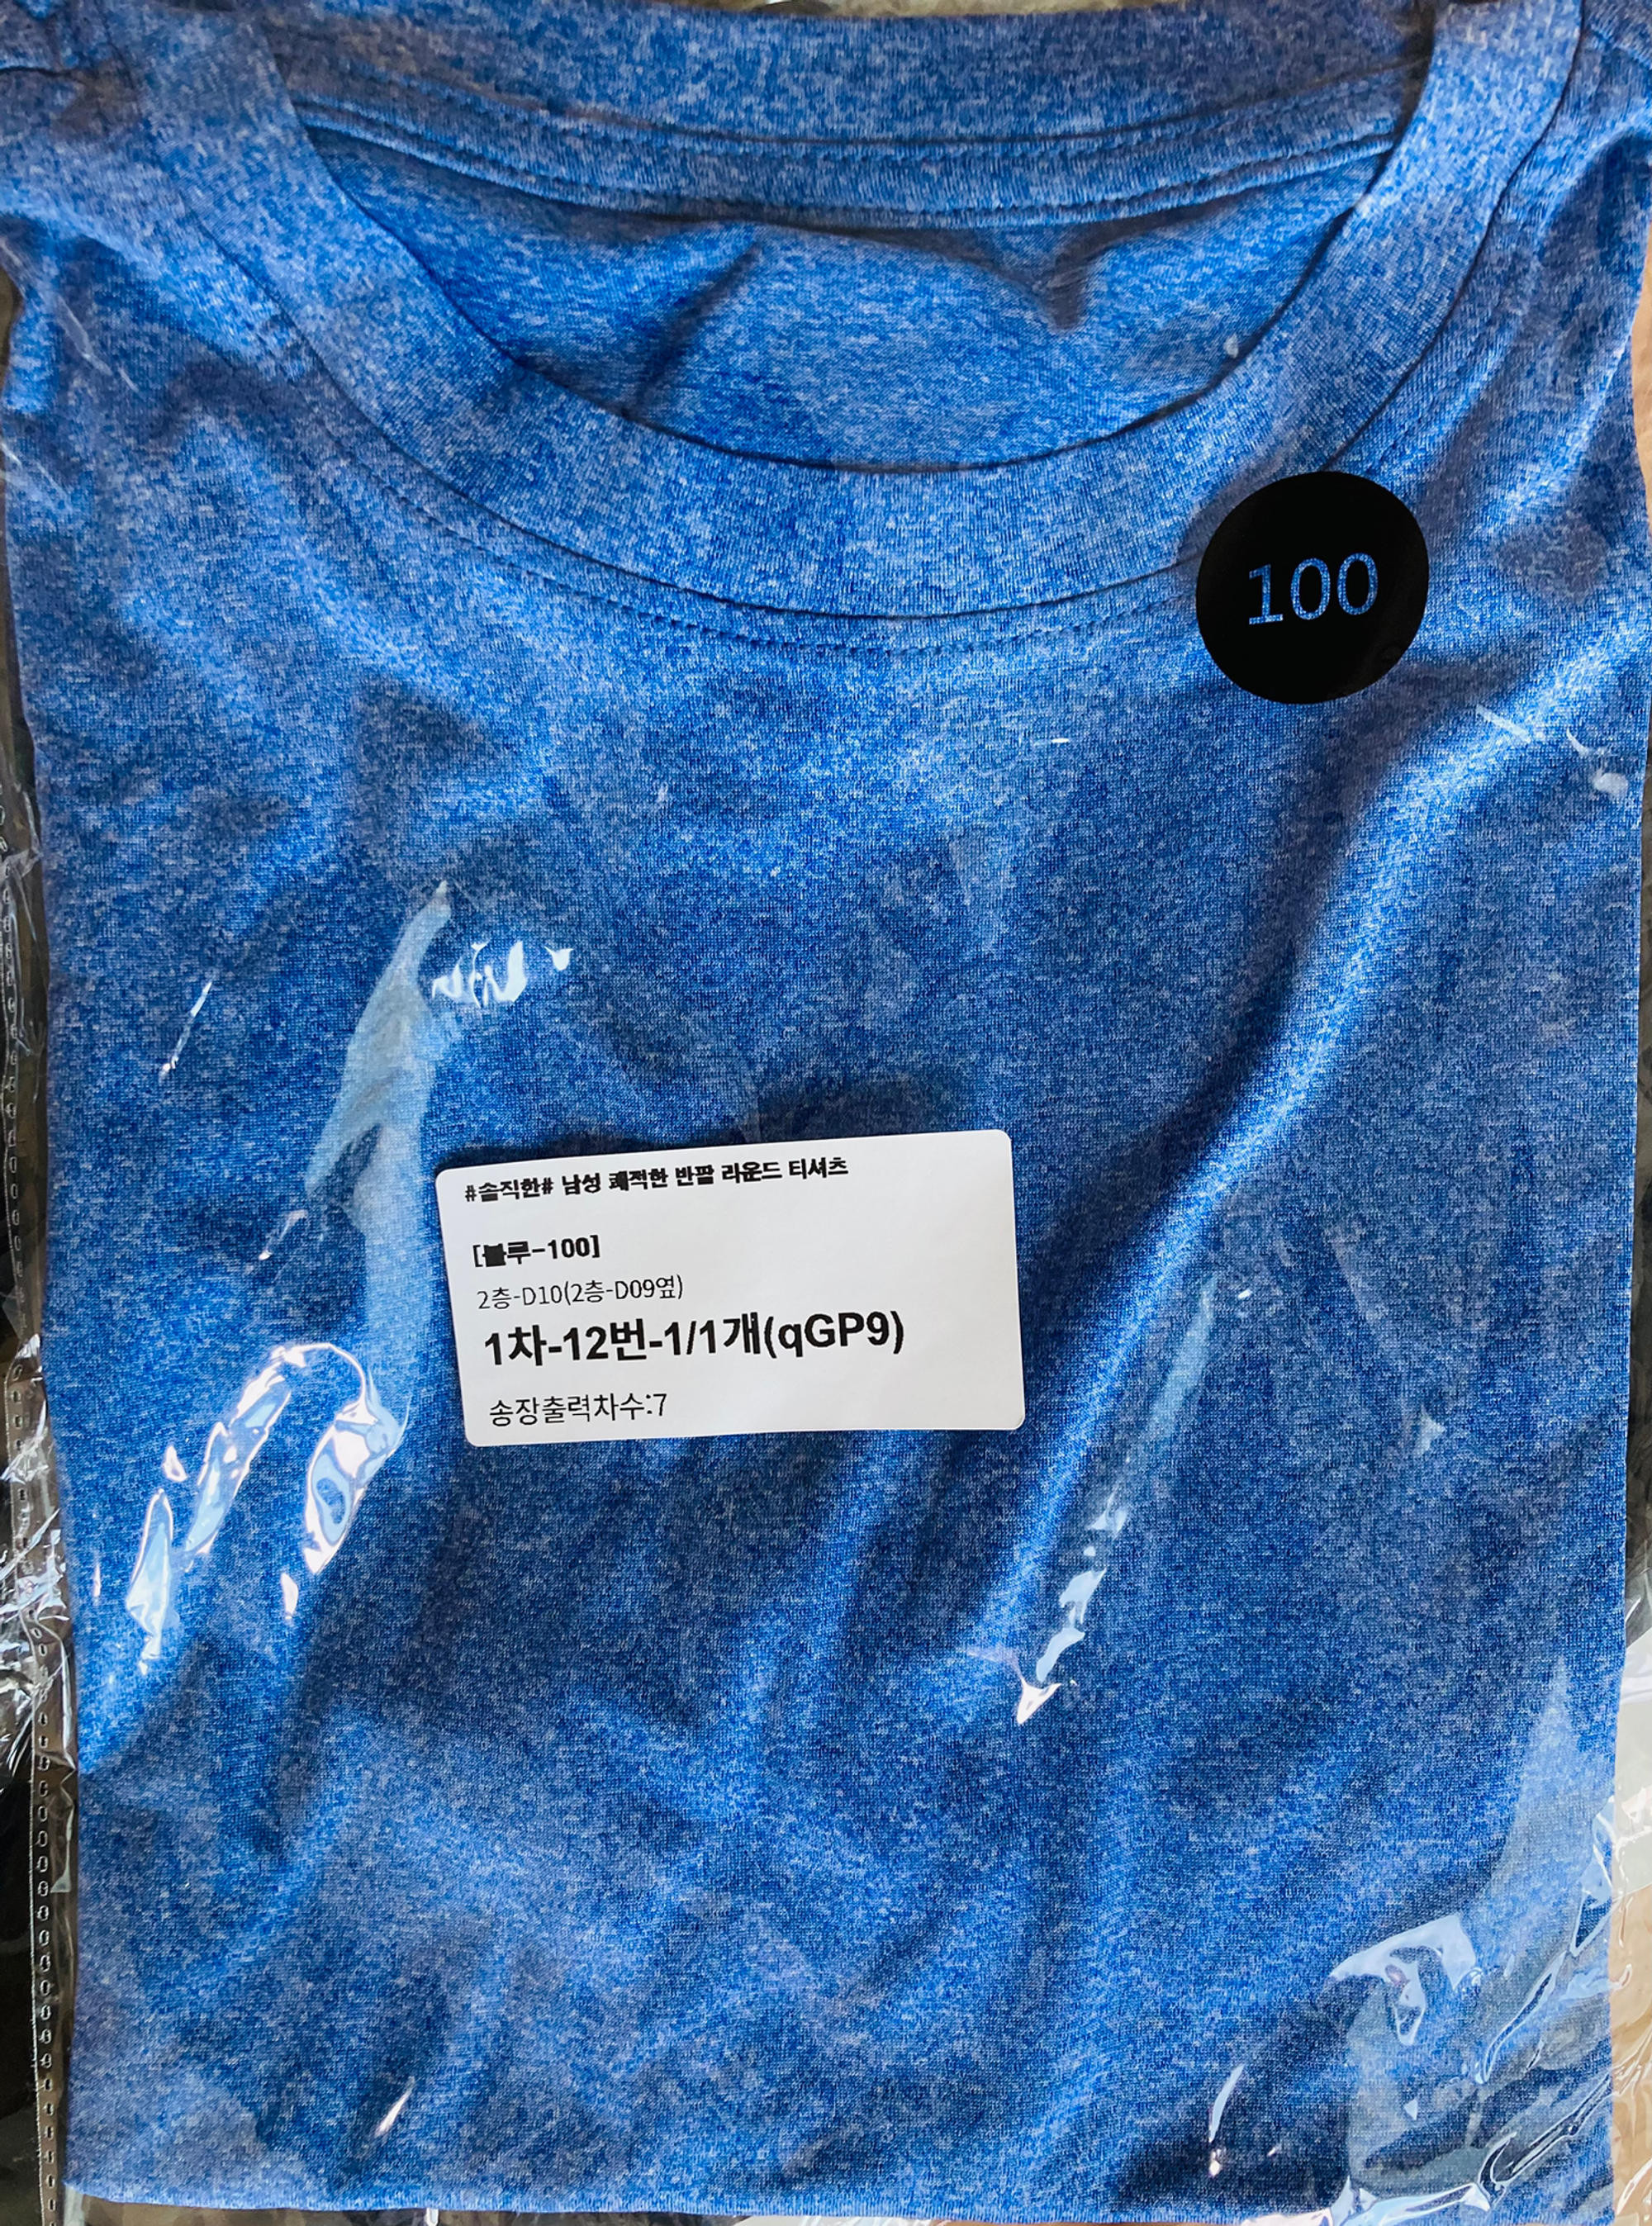 100
#솔직한# 남성 쾌적한 반팔 라운드 티셔츠
[블루-100]
2층-D10(2층-D09옆)
1차-12번-1/1개(qGP9)
송장출력차수:7